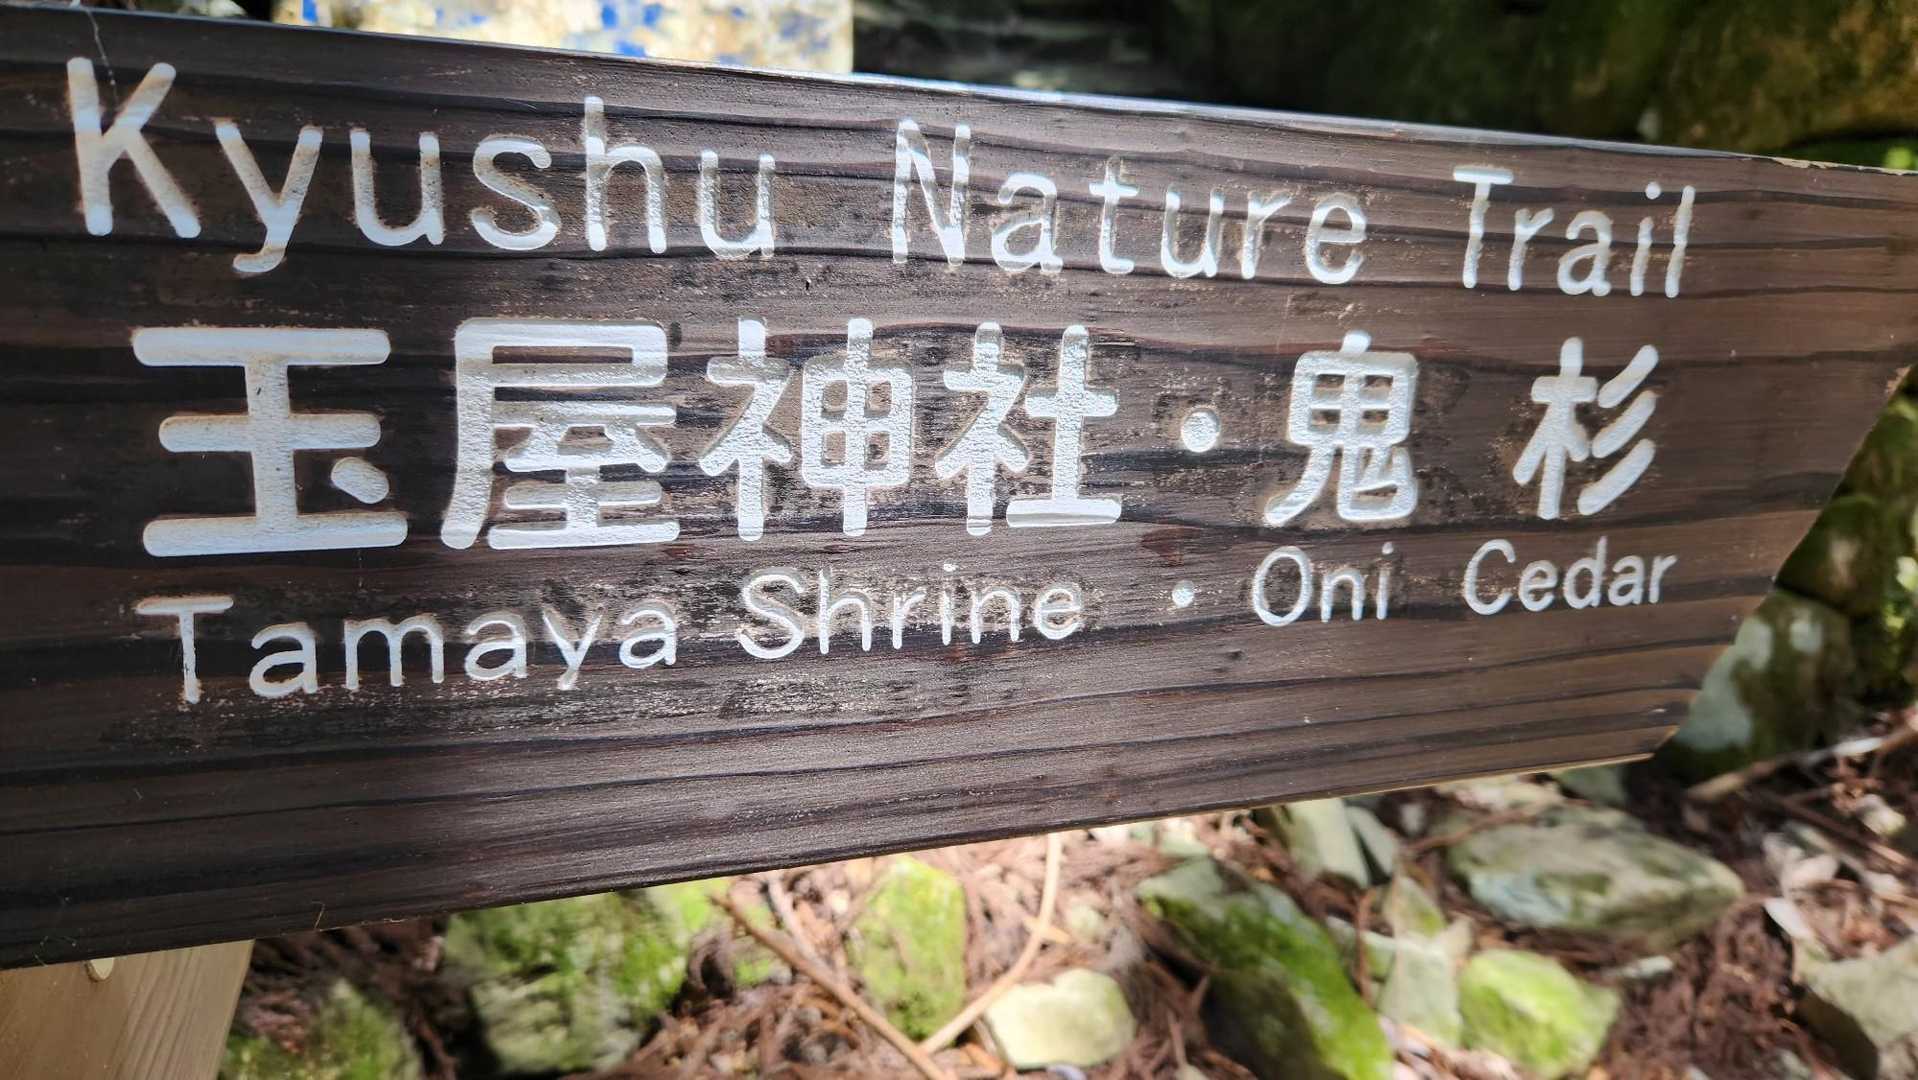 Kyushu Nature Trail
玉屋神社・鬼 杉
Tamaya Shrine ・Oni Cedar